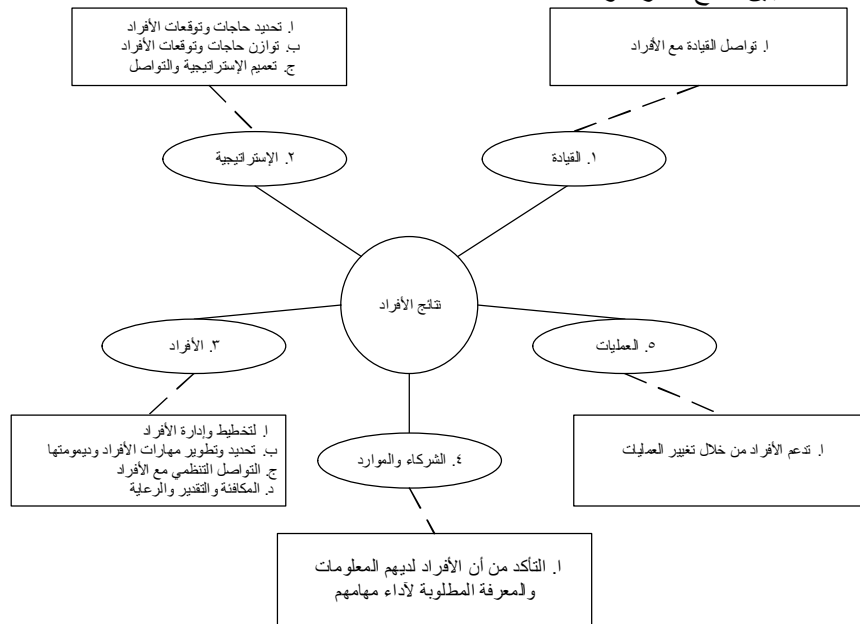 ا. تواصل القيادة مع الأفراد
١. القيادة
ا. تحديد حاجات وتوقعات الأفراد
ب. توازن حاجات وتوقعات الأفراد
ج. تعميم الإستراتيجية والتواصل
٢. الإستراتيجية
نتائج الأفراد
٣. الأفراد
ا. لتخطيط وإدارة الأفراد
ب. تحديد وتطوير مهارات الأفراد وديمومتها
ج. التواصل التنظمي مع الأفراد
د. المكافئة والتقدير والرعاية
٤. الشركاء والموارد
ا. التأكد من أن الأفراد لديهم المعلومات
والمعرفة المطلوبة لآداء مهامهم
٥. العمليات
ا. تدعم الأفراد من خلال تغيير العمليات